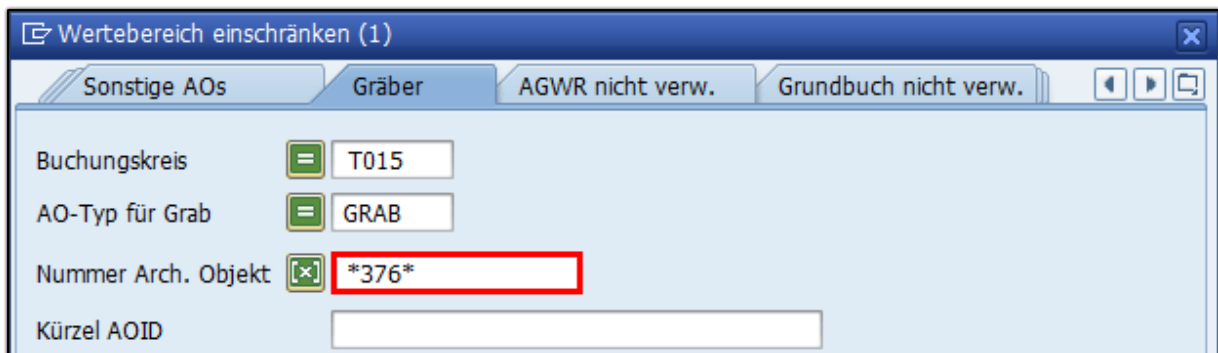 Wertebereich einschränken (1)
Sonstige AOs Gräber AGWR nicht verw. Grundbuch nicht verw.
Buchungskreis = T015
AO-Typ für Grab = GRAB
Nummer Arch. Objekt [×] *376*
Kürzel AOID